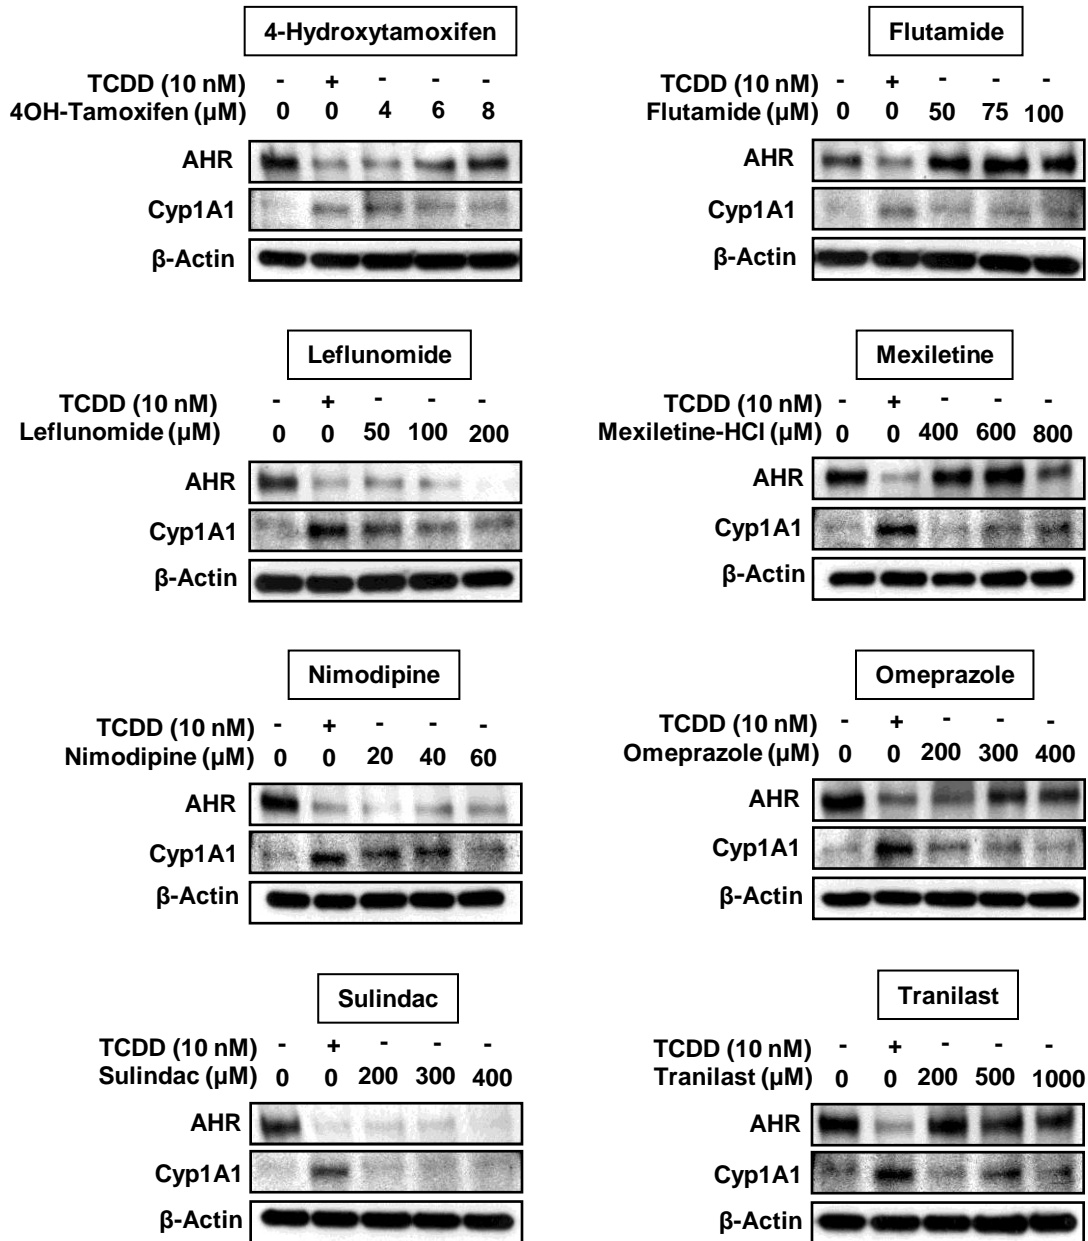 4-Hydroxytamoxifen
TCDD (10 nM) - + - - -
4OH-Tamoxifen (µM) 0 0 4 6 8
AHR
Cyp1A1
β-Actin
Flutamide
TCDD (10 nM) - + - - -
Flutamide (µM) 0 0 50 75 100
AHR
Cyp1A1
β-Actin
Leflunomide
TCDD (10 nM) - + - - -
Leflunomide (µM) 0 0 50 100 200
AHR
Cyp1A1
β-Actin
Mexiletine
TCDD (10 nM) - + - - -
Mexiletine-HCl (µM) 0 0 400 600 800
AHR
Cyp1A1
β-Actin
Nimodipine
TCDD (10 nM) - + - - -
Nimodipine (µM) 0 0 20 40 60
AHR
Cyp1A1
β-Actin
Omeprazole
TCDD (10 nM) - + - - -
Omeprazole (µM) 0 0 200 300 400
AHR
Cyp1A1
β-Actin
Sulindac
TCDD (10 nM) - + - - -
Sulindac (µM) 0 0 200 300 400
AHR
Cyp1A1
β-Actin
Tranilast
TCDD (10 nM) - + - - -
Tranilast (µM) 0 0 200 500 1000
AHR
Cyp1A1
β-Actin